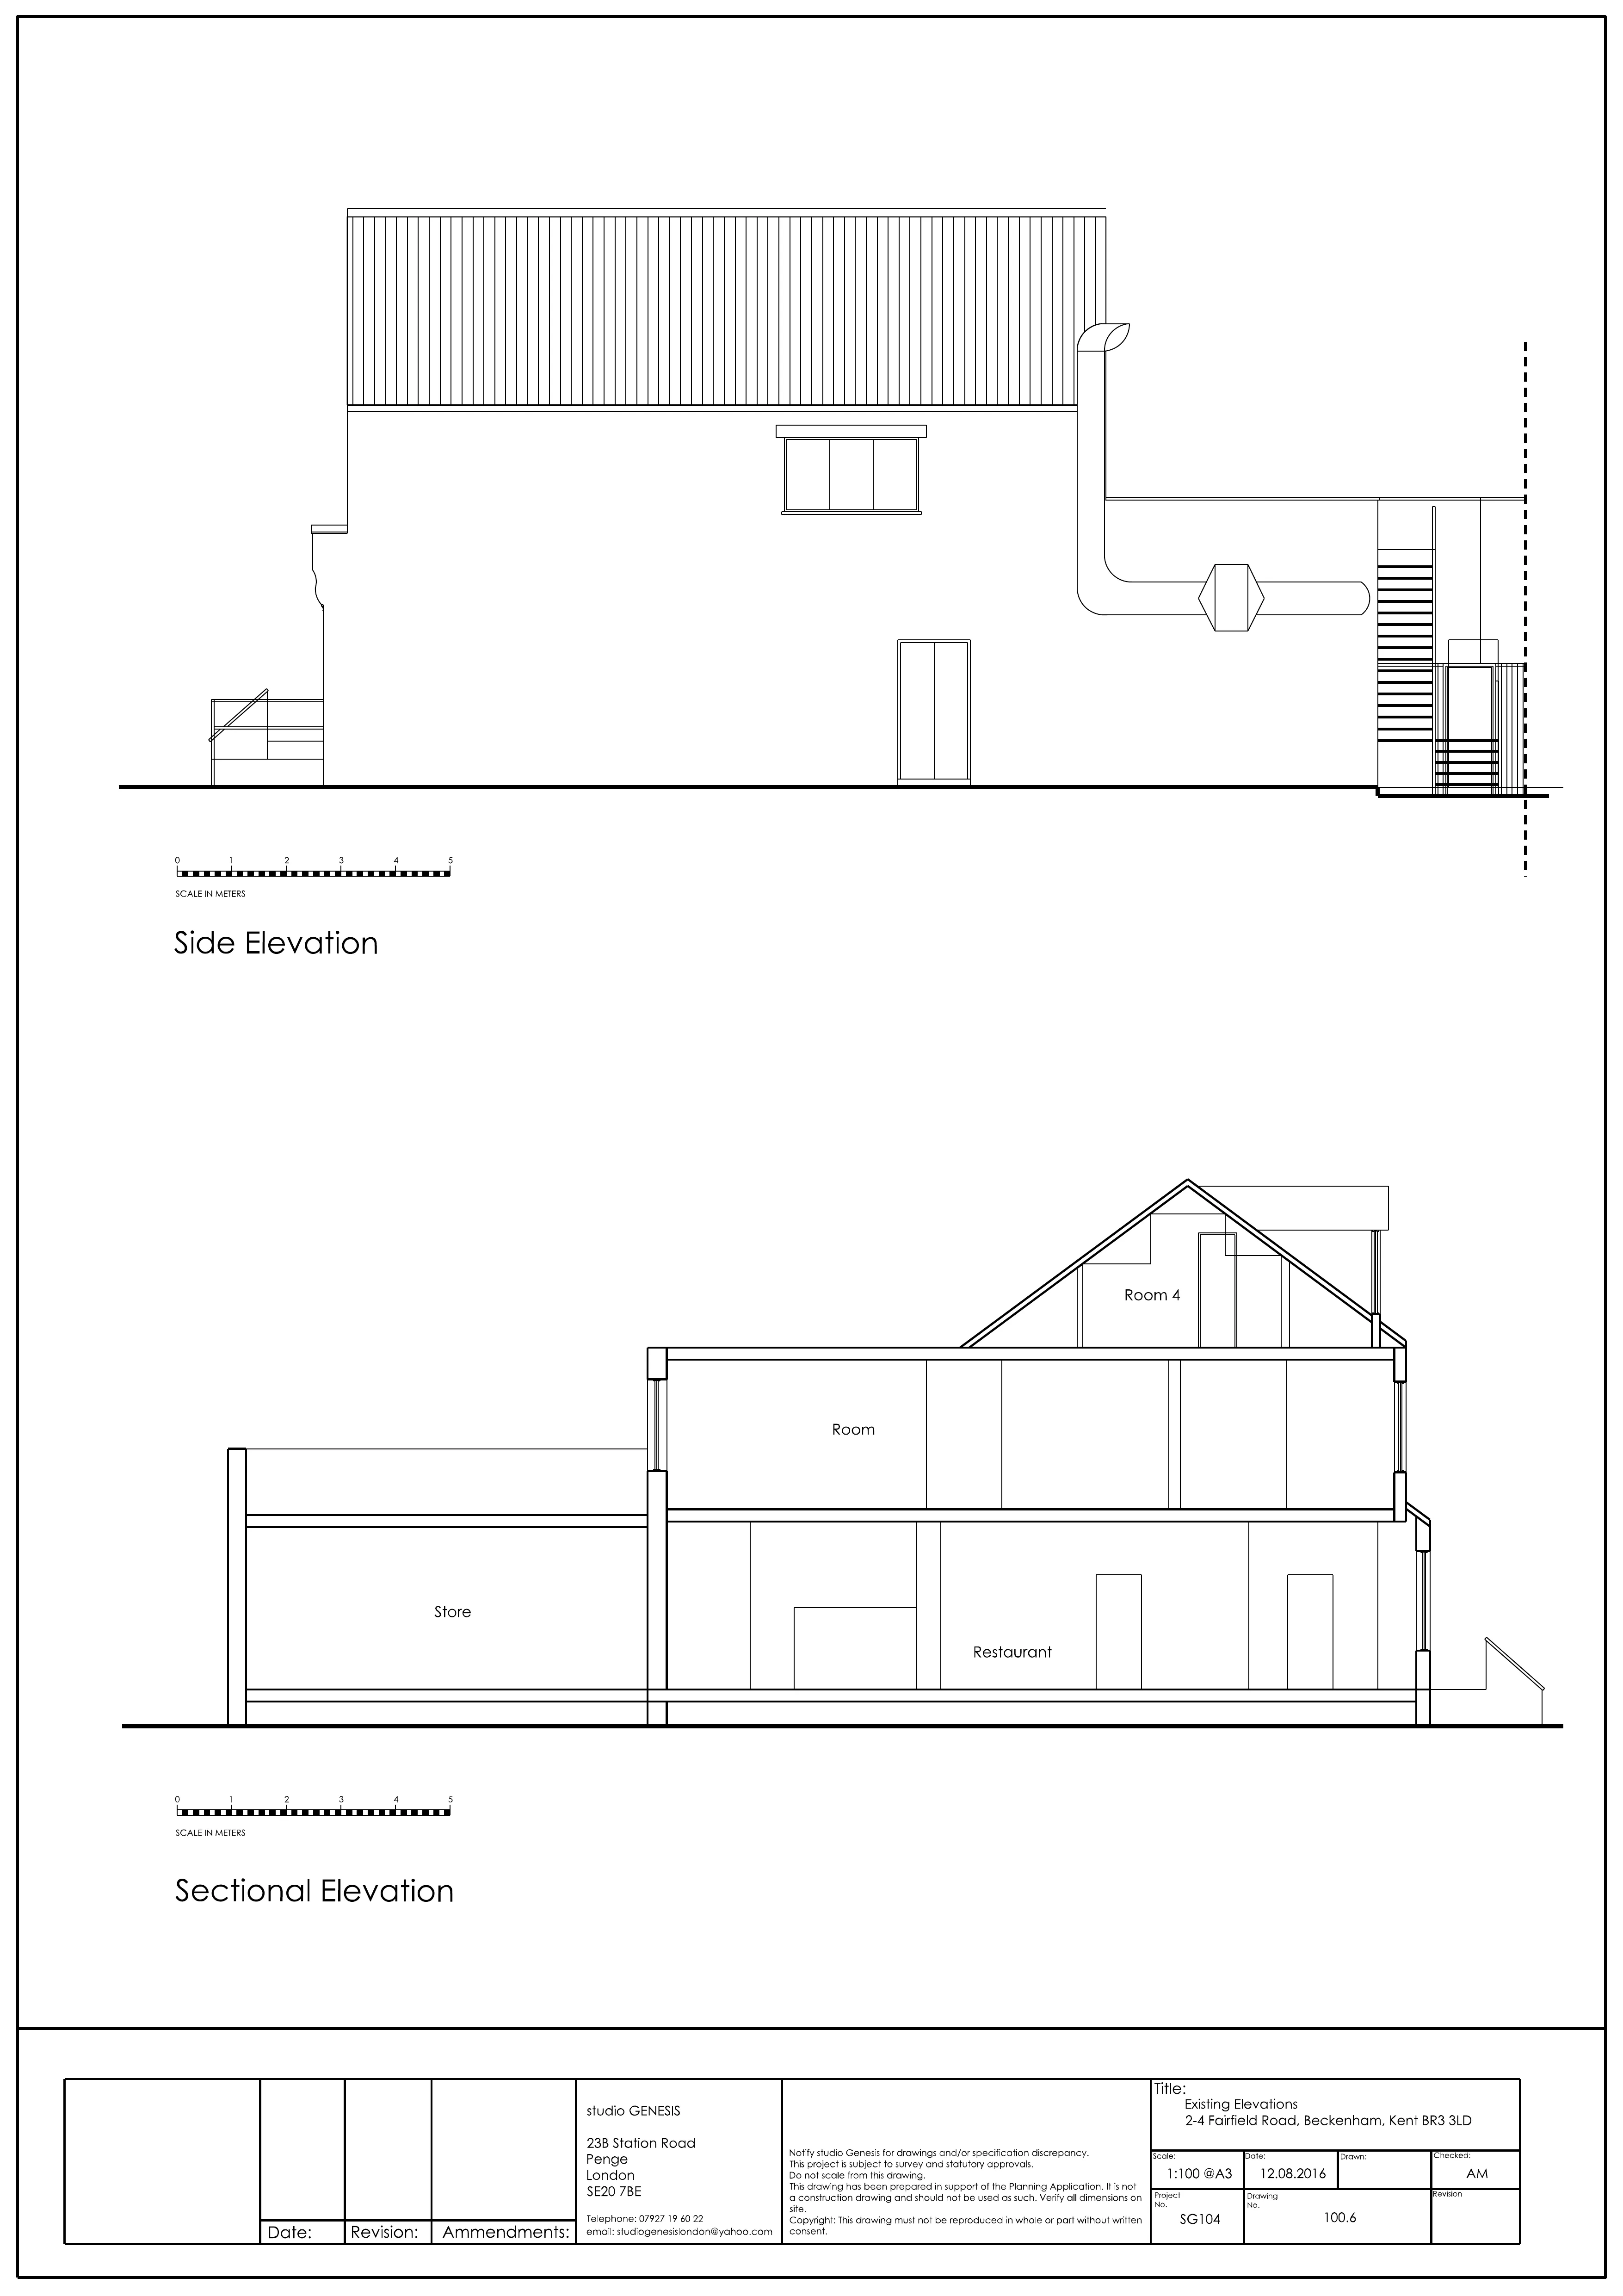 0 1 2 3 4 5
SCALE IN METERS
Side Elevation
Room 4
Room
Store
Restaurant
0 1 2 3 4 5
SCALE IN METERS
Sectional Elevation
Date:
Revision:
Ammendments:
studio GENESIS
23B Station Road
Penge
London
SE20 7BE
Telephone: 07927 19 60 22
email: studiogenesislondon@yahoo.com
Notify studio Genesis for drawings and/or specification discrepancy.
This project is subject to survey and statutory approvals.
Do not scale from this drawing.
This drawing has been prepared in support of the Planning Application. It is not
a construction drawing and should not be used as such. Verify all dimensions on
site.
Copyright: This drawing must not be reproduced in whole or part without written
consent.
Title:
Existing Elevations
2-4 Fairfield Road, Beckenham, Kent BR3 3LD
Scale:
1:100 @A3
Date:
12.08.2016
Drawn:
Checked:
AM
Project
No.
SG104
Drawing
No.
100.6
Revision